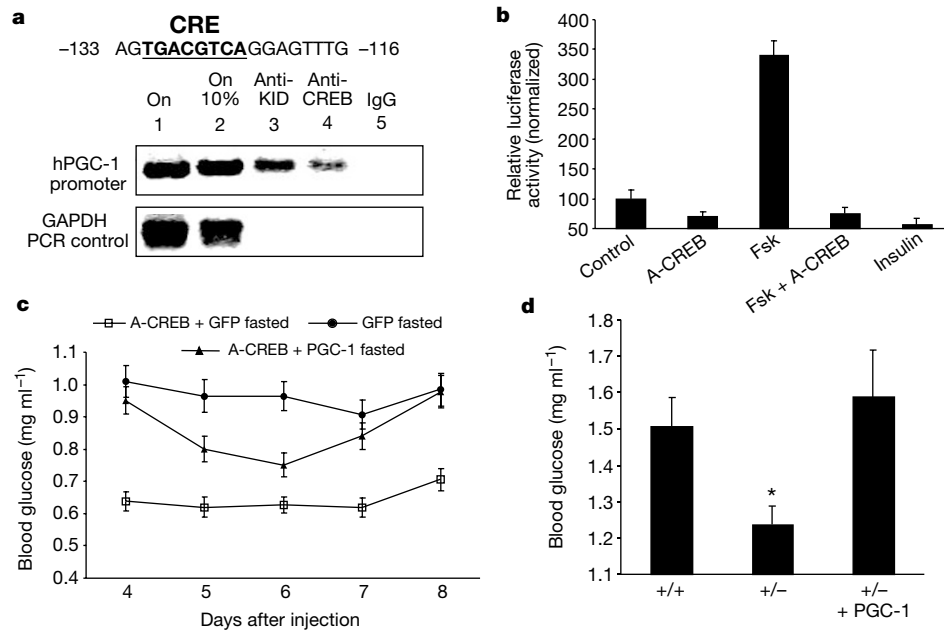 a
CRE
–133 AGTGACGTCAGGAGTTTG –116
On
On 10%
Anti-KID
Anti-CREB
IgG
1 2 3 4 5
hPGC-1 promoter
GAPDH PCR control
b
Relative luciferase activity (normalized)
400
350
300
250
200
150
100
50
Control
A-CREB
Fsk
Fsk + A-CREB
Insulin
c
A-CREB + GFP fasted
GFP fasted
A-CREB + PGC-1 fasted
Blood glucose (mg ml⁻¹)
1.1
1.0
0.9
0.8
0.7
0.6
0.5
0.4
4 5 6 7 8
Days after injection
d
Blood glucose (mg ml⁻¹)
1.8
1.7
1.6
1.5
1.4
1.3
1.2
1.1
*
+/+
+/–
+/– + PGC-1